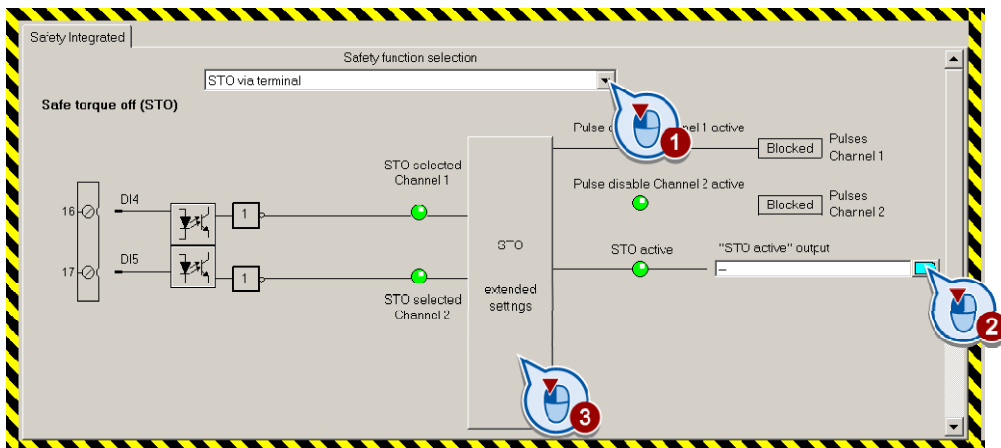 Safety Integrated
Safety function selection
STO via terminal
Safe torque off (STO)
1
Pulse
nel 1 active
Blocked
Pulses
Channel 1
STO selected
Channel 1
Pulse disable Channel 2 active
Blocked
Pulses
Channel 2
16
DI4
1
STO
extended
settings
STO active
"STO active" output
–
17
DI5
1
STO selected
Channel 2
2
3